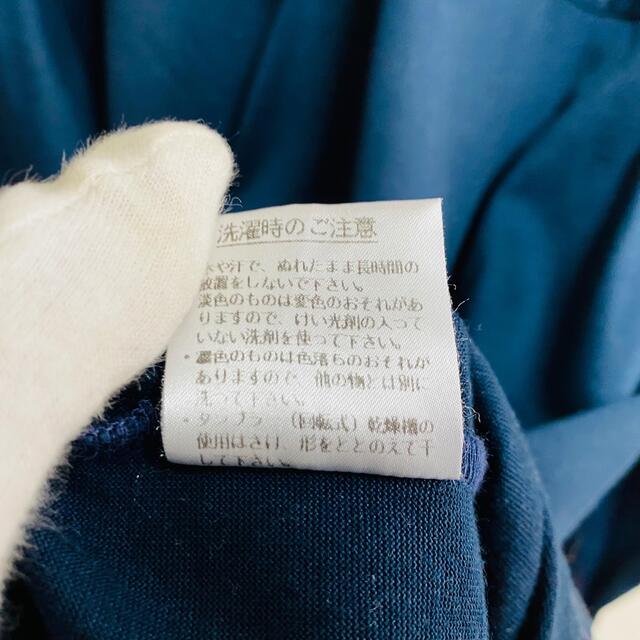 洗濯時のご注意
水や汗で、ぬれたまま長時間の
放置をしないで下さい。
淡色のものは変色のおそれがあ
りますので、けい光剤の入って
いない洗剤を使って下さい。
・濃色のものは色落ちのおそれが
ありますので、他の物とは別に
洗って下さい。
・タンブラー（回転式）乾燥機の
使用はさけ、形をととのえて干
して下さい。